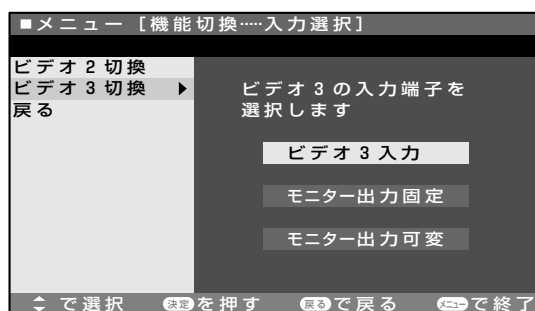 ■メニュー [機能切換……入力選択]
ビデオ2切換
ビデオ3切換
戻る
ビデオ3の入力端子を
選択します
ビデオ3入力
モニター出力固定
モニター出力可変
で選択 決定を押す 戻るで戻る メニューで終了